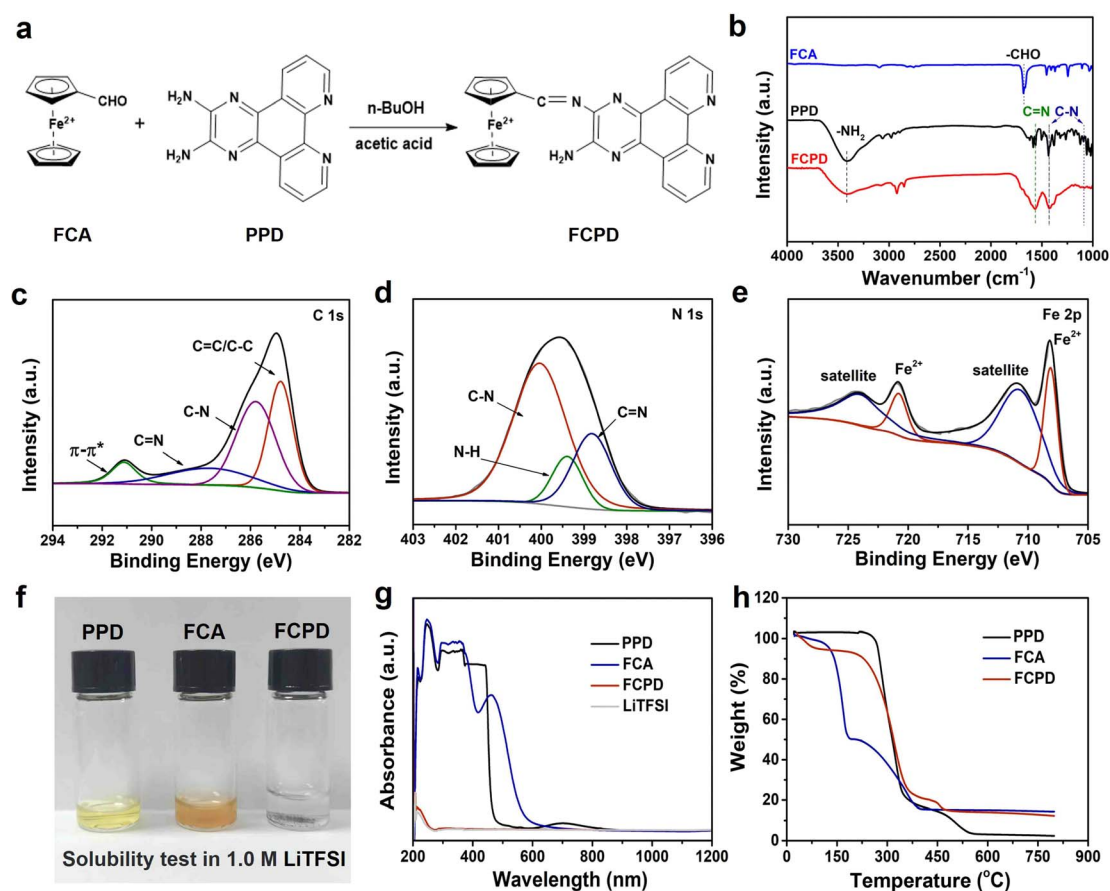 a
CHO
Fe2+
FCA
+
H2N
N
N
H2N
N
N
PPD
n-BuOH
acetic acid
C=N
Fe2+
H2N
N
N
N
N
FCPD
b
FCA
-CHO
C=N
C-N
PPD
-NH2
FCPD
Intensity (a.u.)
4000 3500 3000 2500 2000 1500 1000
Wavenumber (cm-1)
c
C 1s
C=C/C-C
C-N
C=N
π-π*
Intensity (a.u.)
294 292 290 288 286 284 282
Binding Energy (eV)
d
N 1s
C-N
C=N
N-H
Intensity (a.u.)
403 402 401 400 399 398 397 396
Binding Energy (eV)
e
Fe 2p
Fe2+
satellite
Fe2+
satellite
Intensity (a.u.)
730 725 720 715 710 705
Binding Energy (eV)
f
PPD FCA FCPD
Solubility test in 1.0 M LiTFSI
g
PPD
FCA
FCPD
LiTFSI
Absorbance (a.u.)
200 400 600 800 1000 1200
Wavelength (nm)
h
PPD
FCA
FCPD
Weight (%)
120
100
80
60
40
20
0
0 150 300 450 600 750 900
Temperature (oC)